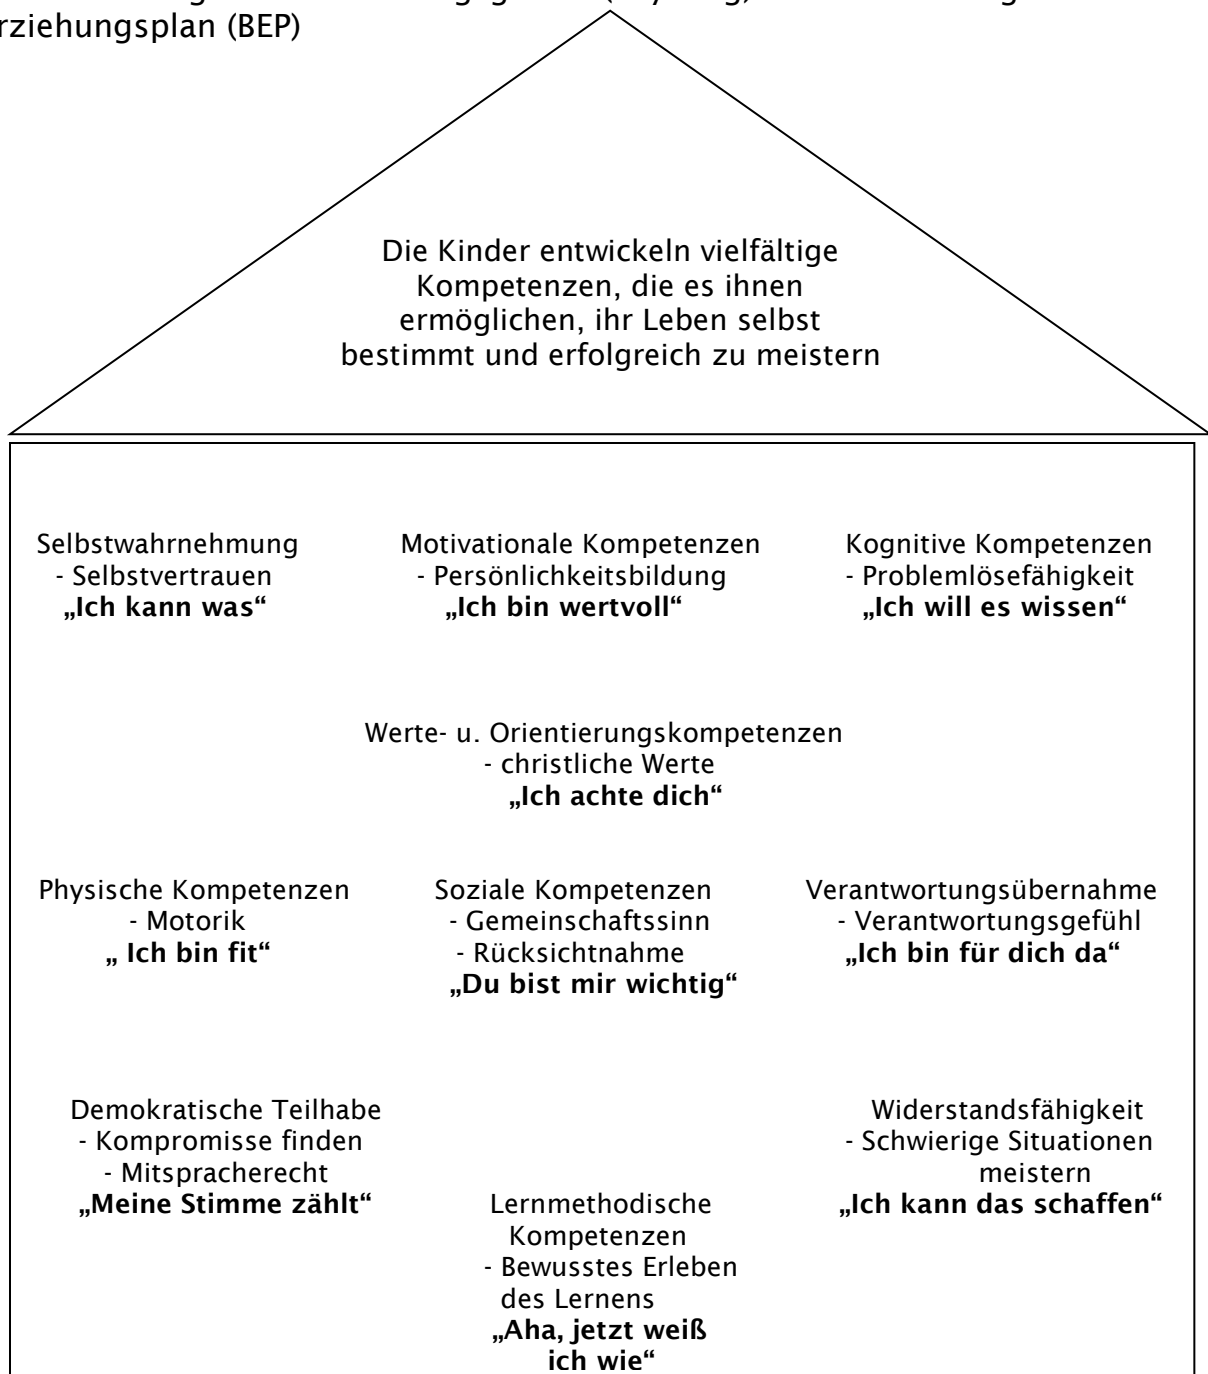 erziehungsplan (BEP)
Die Kinder entwickeln vielfältige
Kompetenzen, die es ihnen
ermöglichen, ihr Leben selbst
bestimmt und erfolgreich zu meistern
Selbstwahrnehmung
- Selbstvertrauen
„Ich kann was“
Motivationale Kompetenzen
- Persönlichkeitsbildung
„Ich bin wertvoll“
Kognitive Kompetenzen
- Problemlösefähigkeit
„Ich will es wissen“
Werte- u. Orientierungskompetenzen
- christliche Werte
„Ich achte dich“
Physische Kompetenzen
- Motorik
„ Ich bin fit“
Soziale Kompetenzen
- Gemeinschaftssinn
- Rücksichtnahme
„Du bist mir wichtig“
Verantwortungsübernahme
- Verantwortungsgefühl
„Ich bin für dich da“
Demokratische Teilhabe
- Kompromisse finden
- Mitspracherecht
„Meine Stimme zählt“
Lernmethodische
Kompetenzen
- Bewusstes Erleben
des Lernens
„Aha, jetzt weiß
ich wie“
Widerstandsfähigkeit
- Schwierige Situationen
meistern
„Ich kann das schaffen“